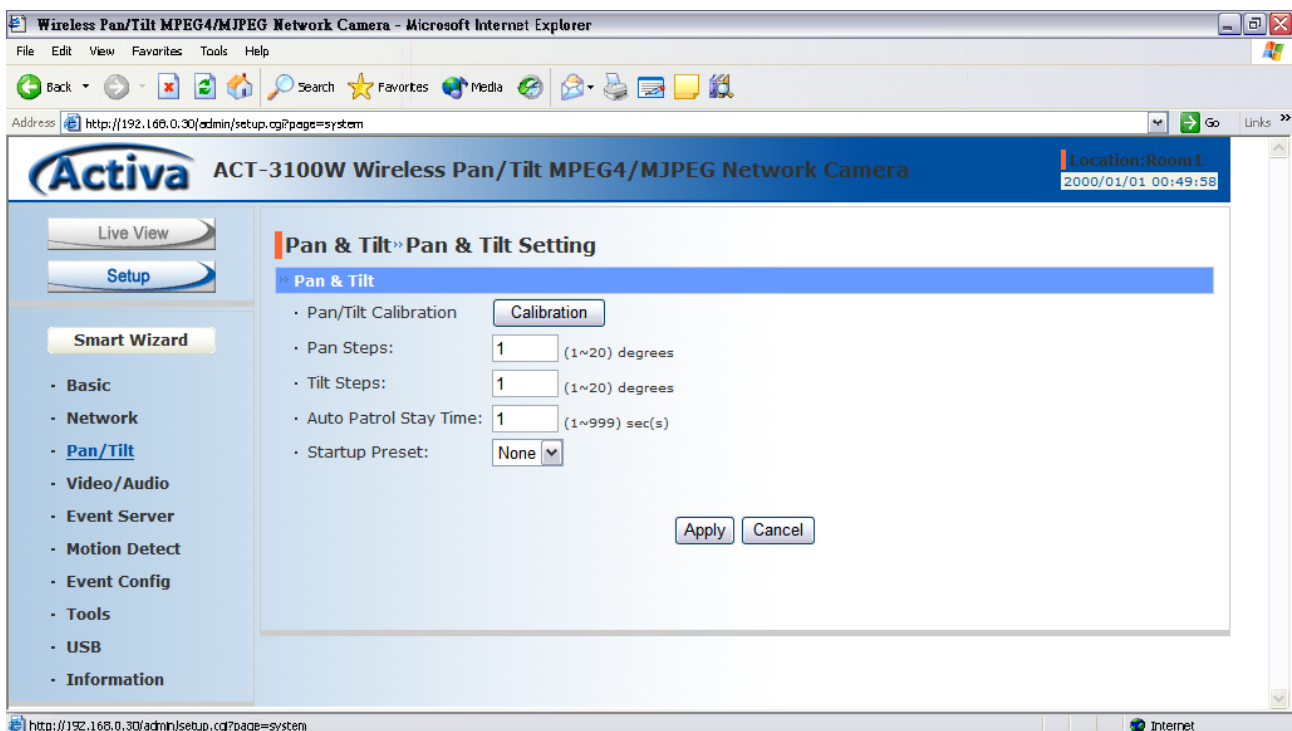 Wireless Pan/Tilt MPEG4/MJPEG Network Camera - Microsoft Internet Explorer
File Edit View Favorites Tools Help
Back Search Favorites Media
Address http://192.168.0.30/admin/setup.cgi?page=system Go Links »
Activa ACT-3100W Wireless Pan/Tilt MPEG4/MJPEG Network Camera
Location:Room1
2000/01/01 00:49:58
Live View
Setup
Smart Wizard
· Basic
· Network
· Pan/Tilt
· Video/Audio
· Event Server
· Motion Detect
· Event Config
· Tools
· USB
· Information
Pan & Tilt»Pan & Tilt Setting
» Pan & Tilt
· Pan/Tilt Calibration Calibration
· Pan Steps: 1 (1~20) degrees
· Tilt Steps: 1 (1~20) degrees
· Auto Patrol Stay Time: 1 (1~999) sec(s)
· Startup Preset: None
Apply Cancel
http://192.168.0.30/admin/setup.cgi?page=system Internet